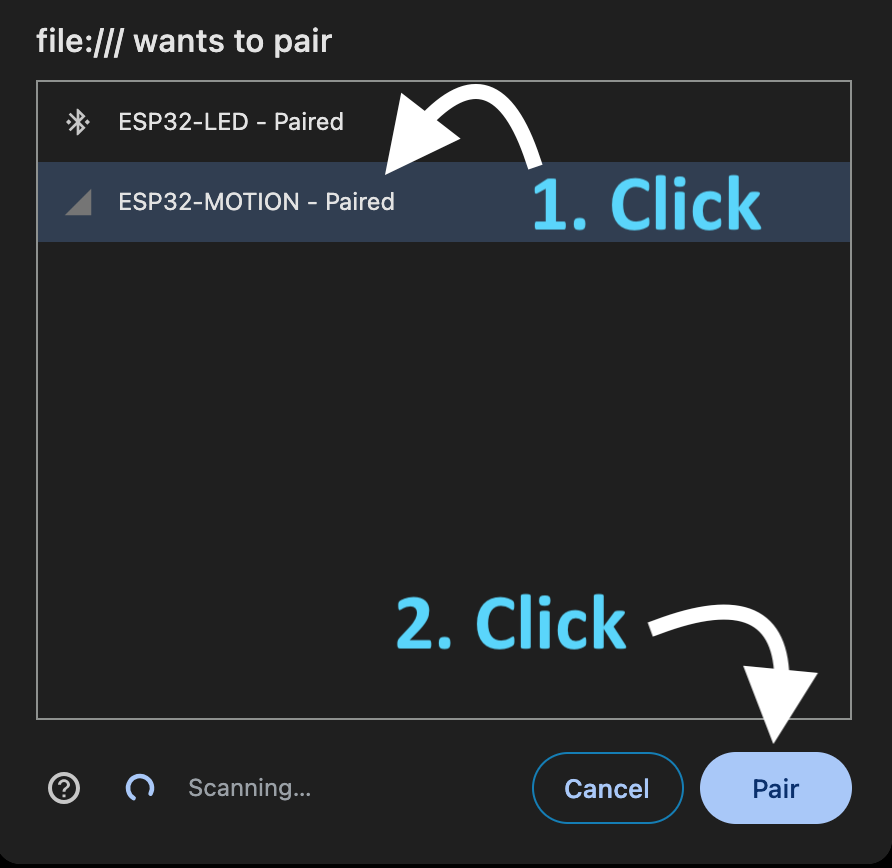 file:/// wants to pair
ESP32-LED - Paired
ESP32-MOTION - Paired
1. Click
2. Click
?
Scanning...
Cancel
Pair